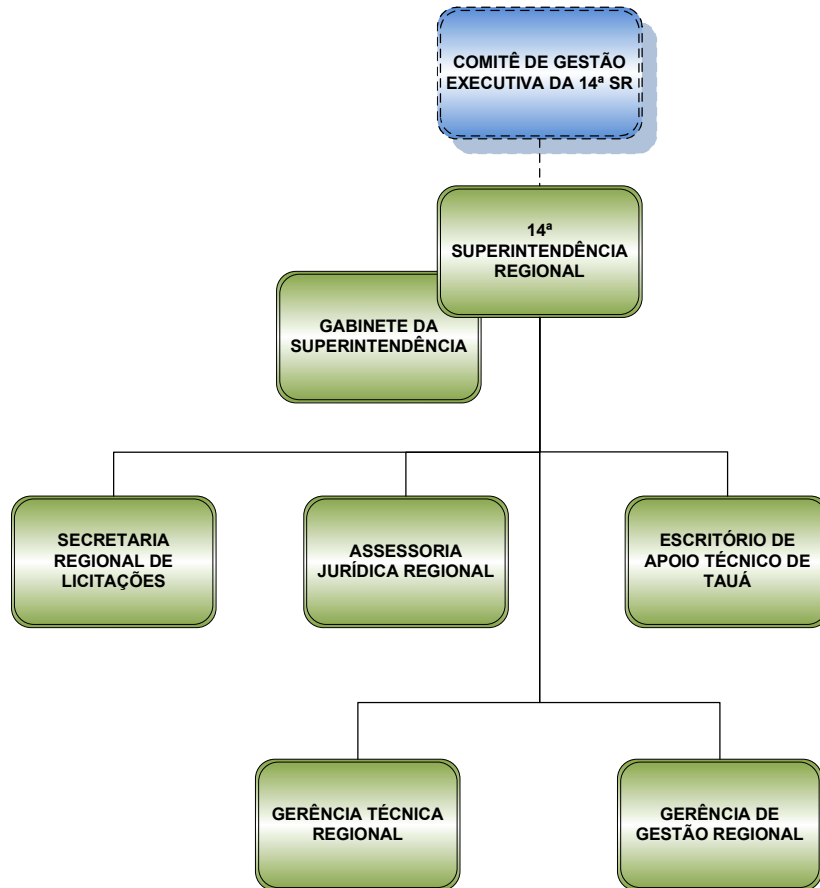 COMITÊ DE GESTÃO
EXECUTIVA DA 14ª SR
14ª
SUPERINTENDÊNCIA
REGIONAL
GABINETE DA
SUPERINTENDÊNCIA
SECRETARIA
REGIONAL DE
LICITAÇÕES
ASSESSORIA
JURÍDICA REGIONAL
ESCRITÓRIO DE
APOIO TÉCNICO DE
TAUÁ
GERÊNCIA TÉCNICA
REGIONAL
GERÊNCIA DE
GESTÃO REGIONAL